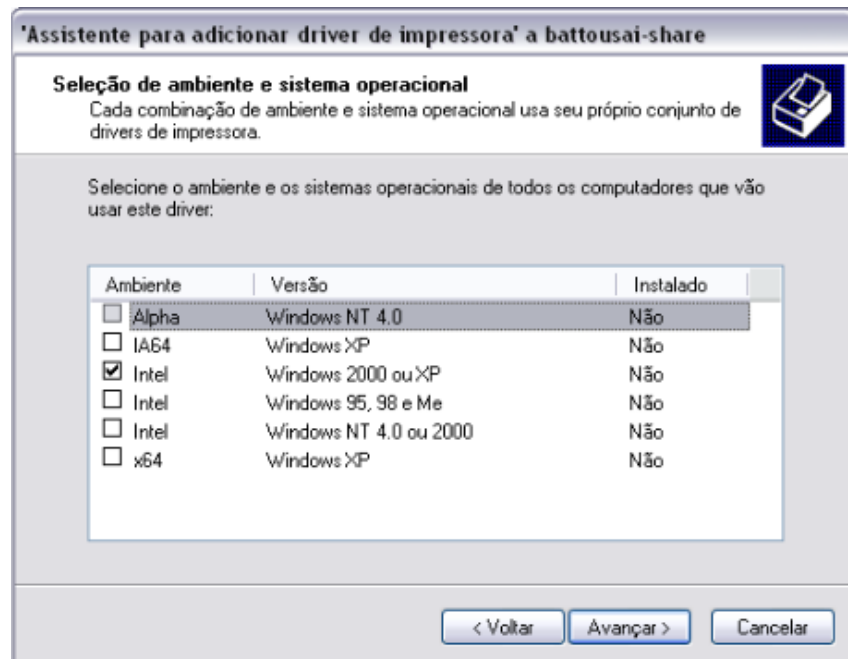 'Assistente para adicionar driver de impressora' a battousai-share
Seleção de ambiente e sistema operacional
Cada combinação de ambiente e sistema operacional usa seu próprio conjunto de
drivers de impressora.
Selecione o ambiente e os sistemas operacionais de todos os computadores que vão
usar este driver:
Ambiente Versão Instalado
Alpha Windows NT 4.0 Não
IA64 Windows XP Não
Intel Windows 2000 ou XP Não
Intel Windows 95, 98 e Me Não
Intel Windows NT 4.0 ou 2000 Não
x64 Windows XP Não
< Voltar Avançar > Cancelar